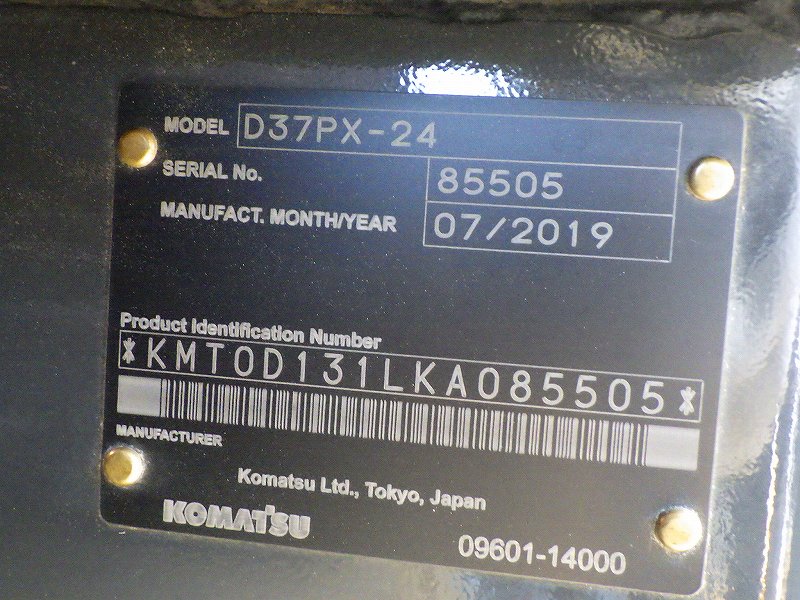 MODEL D37PX-24
SERIAL No. 85505
MANUFACT. MONTH/YEAR 07/2019
Product Identification Number
*KMT0D131LKA085505*
MANUFACTURER
Komatsu Ltd., Tokyo, Japan
KOMATSU
09601-14000